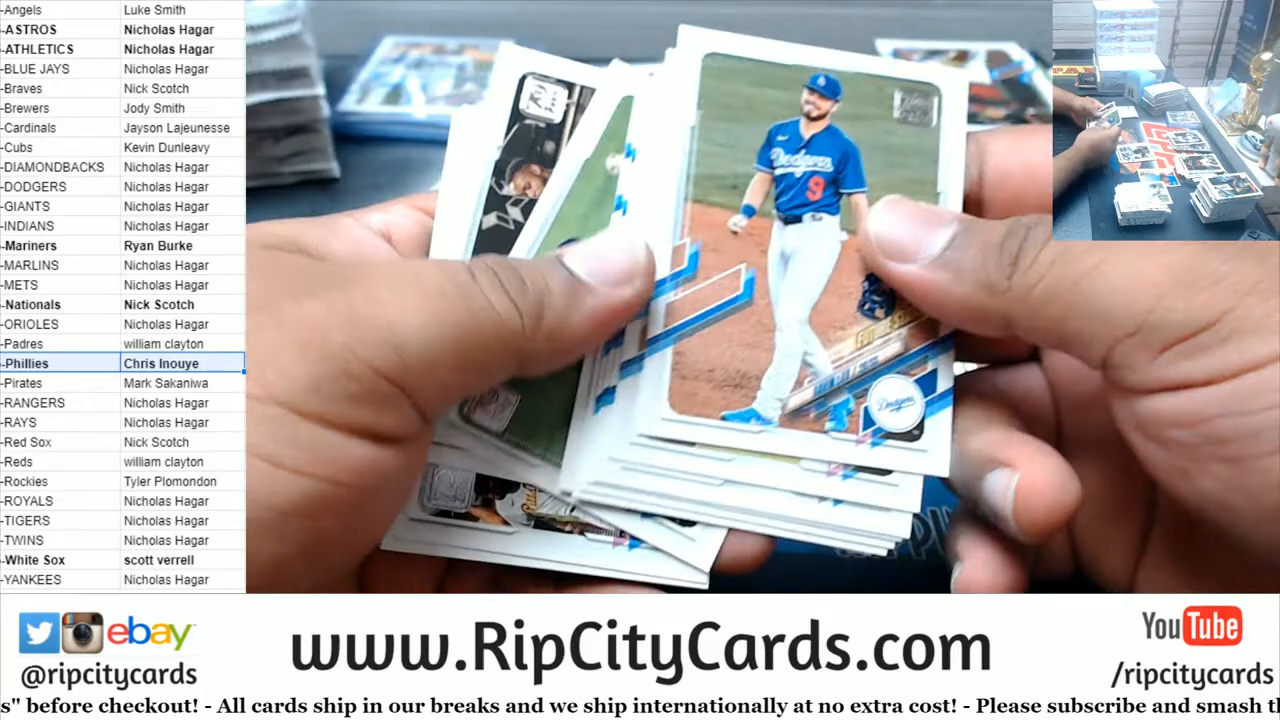 -Angels Luke Smith
-ASTROS Nicholas Hagar
-ATHLETICS Nicholas Hagar
-BLUE JAYS Nicholas Hagar
-Braves Nick Scotch
-Brewers Jody Smith
-Cardinals Jayson Lajeunesse
-Cubs Kevin Dunleavy
-DIAMONDBACKS Nicholas Hagar
-DODGERS Nicholas Hagar
-GIANTS Nicholas Hagar
-INDIANS Nicholas Hagar
-Mariners Ryan Burke
-MARLINS Nicholas Hagar
-METS Nicholas Hagar
-Nationals Nick Scotch
-ORIOLES Nicholas Hagar
-Padres william clayton
-Phillies Chris Inouye
-Pirates Mark Sakaniwa
-RANGERS Nicholas Hagar
-RAYS Nicholas Hagar
-Red Sox Nick Scotch
-Reds william clayton
-Rockies Tyler Plomondon
-ROYALS Nicholas Hagar
-TIGERS Nicholas Hagar
-TWINS Nicholas Hagar
-White Sox scott verrell
-YANKEES Nicholas Hagar
Dodgers
9
Dodgers
ebay
@ripcitycards
www.RipCityCards.com
YouTube
/ripcitycards
s" before checkout! - All cards ship in our breaks and we ship internationally at no extra cost! - Please subscribe and smash t